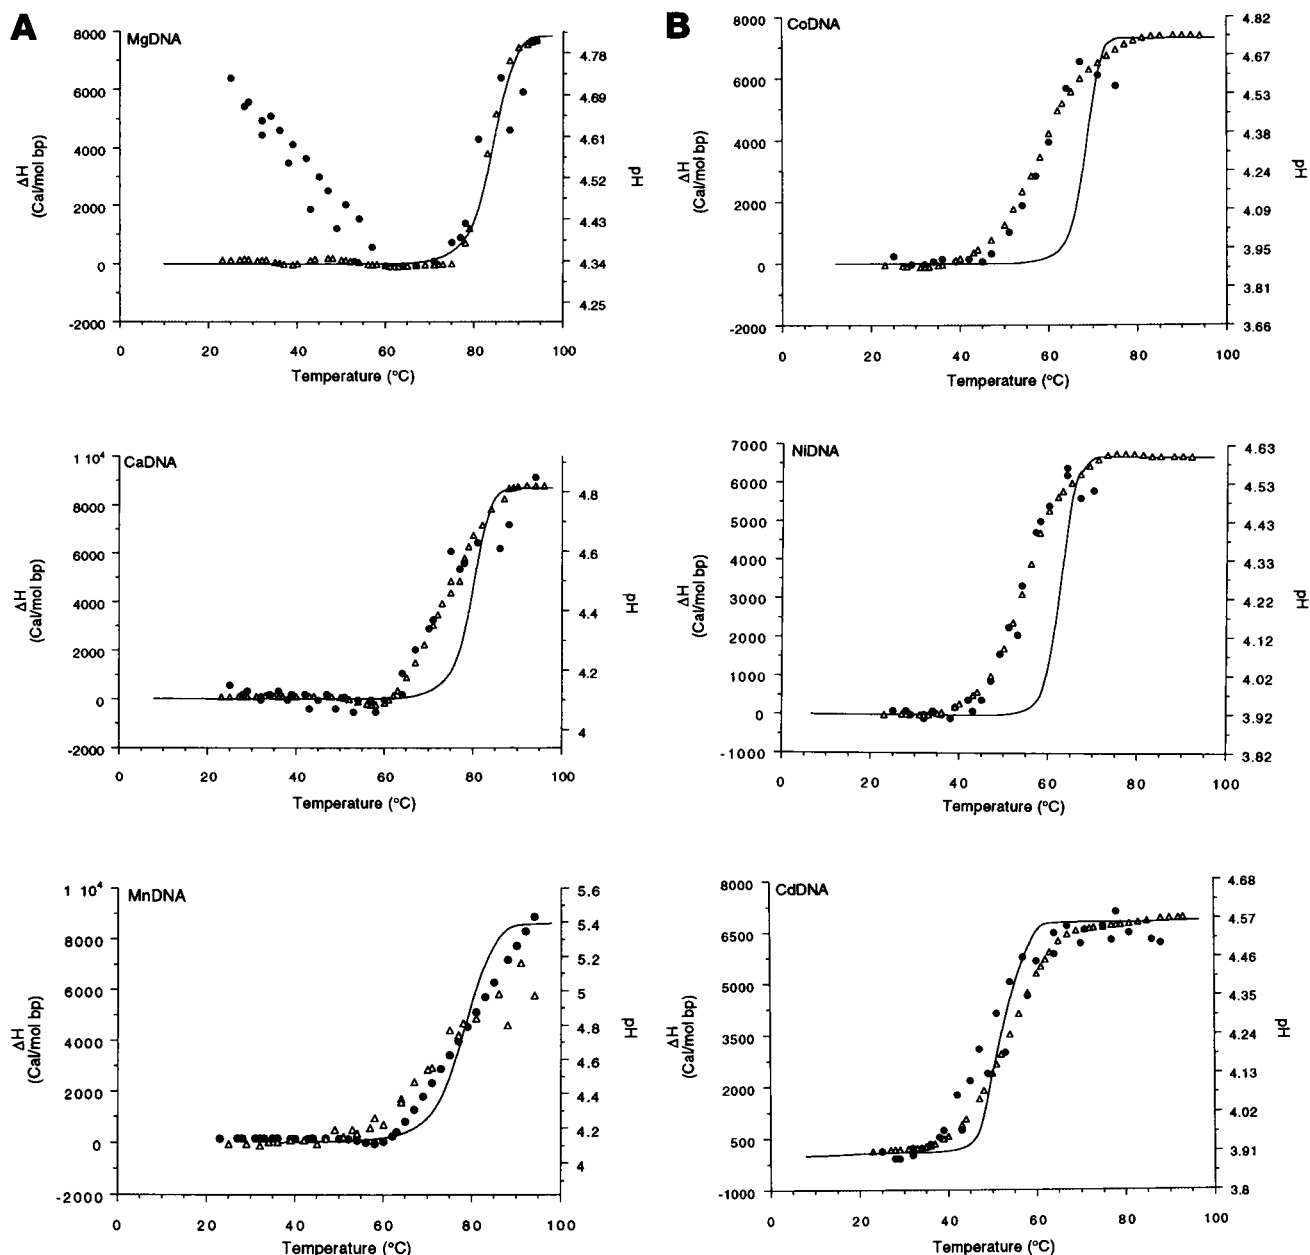 A
MgDNA
8000
6000
4000
2000
0
-2000
ΔH
(Cal/mol bp)
4.78
4.69
4.61
4.52
4.43
4.34
4.25
pH
0 20 40 60 80 100
Temperature (°C)
CaDNA
1 10⁴
8000
6000
4000
2000
0
-2000
ΔH
(Cal/mol bp)
4.8
4.6
4.4
4.2
4
pH
0 20 40 60 80 100
Temperature (°C)
MnDNA
1 10⁴
8000
6000
4000
2000
0
-2000
ΔH
(Cal/mol bp)
5.6
5.4
5.2
5
4.8
4.6
4.4
4.2
4
pH
0 20 40 60 80 100
Temperature (°C)
B
CoDNA
8000
6000
4000
2000
0
-2000
ΔH
(Cal/mol bp)
4.82
4.67
4.53
4.38
4.24
4.09
3.95
3.81
3.66
pH
0 20 40 60 80 100
Temperature (°C)
NiDNA
7000
6000
5000
4000
3000
2000
1000
0
-1000
ΔH
(Cal/mol bp)
4.63
4.53
4.43
4.33
4.22
4.12
4.02
3.92
3.82
pH
0 20 40 60 80 100
Temperature (°C)
CdDNA
8000
6500
5000
3500
2000
500
-1000
ΔH
(Cal/mol bp)
4.68
4.57
4.46
4.35
4.24
4.13
4.02
3.91
3.8
pH
0 20 40 60 80 100
Temperature (°C)